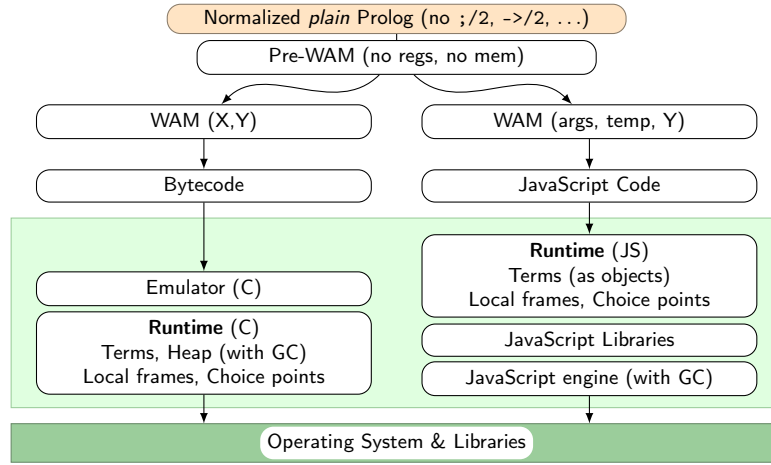 Normalized plain Prolog (no ;/2, ->/2, ...)
Pre-WAM (no regs, no mem)
WAM (X,Y)
Bytecode
Emulator (C)
Runtime (C)
Terms, Heap (with GC)
Local frames, Choice points
WAM (args, temp, Y)
JavaScript Code
Runtime (JS)
Terms (as objects)
Local frames, Choice points
JavaScript Libraries
JavaScript engine (with GC)
Operating System & Libraries